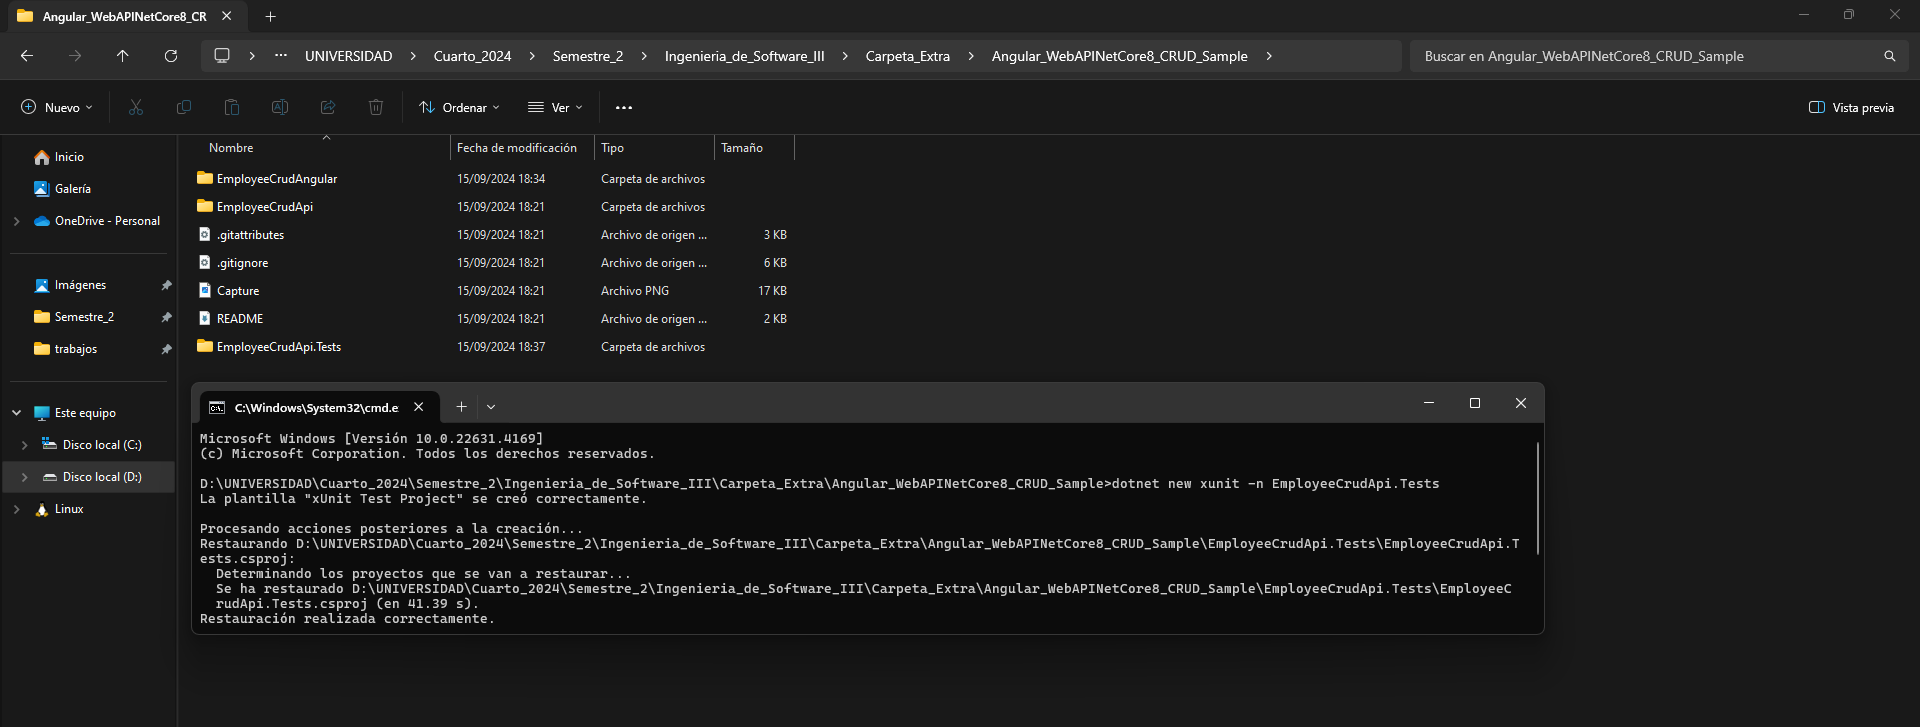 Angular_WebAPINetCore8_CR
UNIVERSIDAD
Cuarto_2024
Semestre_2
Ingenieria_de_Software_III
Carpeta_Extra
Angular_WebAPINetCore8_CRUD_Sample
Buscar en Angular_WebAPINetCore8_CRUD_Sample
Nuevo
Ordenar
Ver
Vista previa
Inicio
Galería
OneDrive - Personal
Imágenes
Semestre_2
trabajos
Este equipo
Disco local (C:)
Disco local (D:)
Linux
Nombre Fecha de modificación Tipo Tamaño
EmployeeCrudAngular 15/09/2024 18:34 Carpeta de archivos
EmployeeCrudApi 15/09/2024 18:21 Carpeta de archivos
.gitattributes 15/09/2024 18:21 Archivo de origen ... 3 KB
.gitignore 15/09/2024 18:21 Archivo de origen ... 6 KB
Capture 15/09/2024 18:21 Archivo PNG 17 KB
README 15/09/2024 18:21 Archivo de origen ... 2 KB
EmployeeCrudApi.Tests 15/09/2024 18:37 Carpeta de archivos
C:\Windows\System32\cmd.e
Microsoft Windows [Versión 10.0.22631.4169]
(c) Microsoft Corporation. Todos los derechos reservados.
D:\UNIVERSIDAD\Cuarto_2024\Semestre_2\Ingenieria_de_Software_III\Carpeta_Extra\Angular_WebAPINetCore8_CRUD_Sample>dotnet new xunit -n EmployeeCrudApi.Tests
La plantilla "xUnit Test Project" se creó correctamente.
Procesando acciones posteriores a la creación...
Restaurando D:\UNIVERSIDAD\Cuarto_2024\Semestre_2\Ingenieria_de_Software_III\Carpeta_Extra\Angular_WebAPINetCore8_CRUD_Sample\EmployeeCrudApi.Tests\EmployeeCrudApi.T
ests.csproj:
Determinando los proyectos que se van a restaurar...
Se ha restaurado D:\UNIVERSIDAD\Cuarto_2024\Semestre_2\Ingenieria_de_Software_III\Carpeta_Extra\Angular_WebAPINetCore8_CRUD_Sample\EmployeeCrudApi.Tests\EmployeeC
rudApi.Tests.csproj (en 41.39 s).
Restauración realizada correctamente.